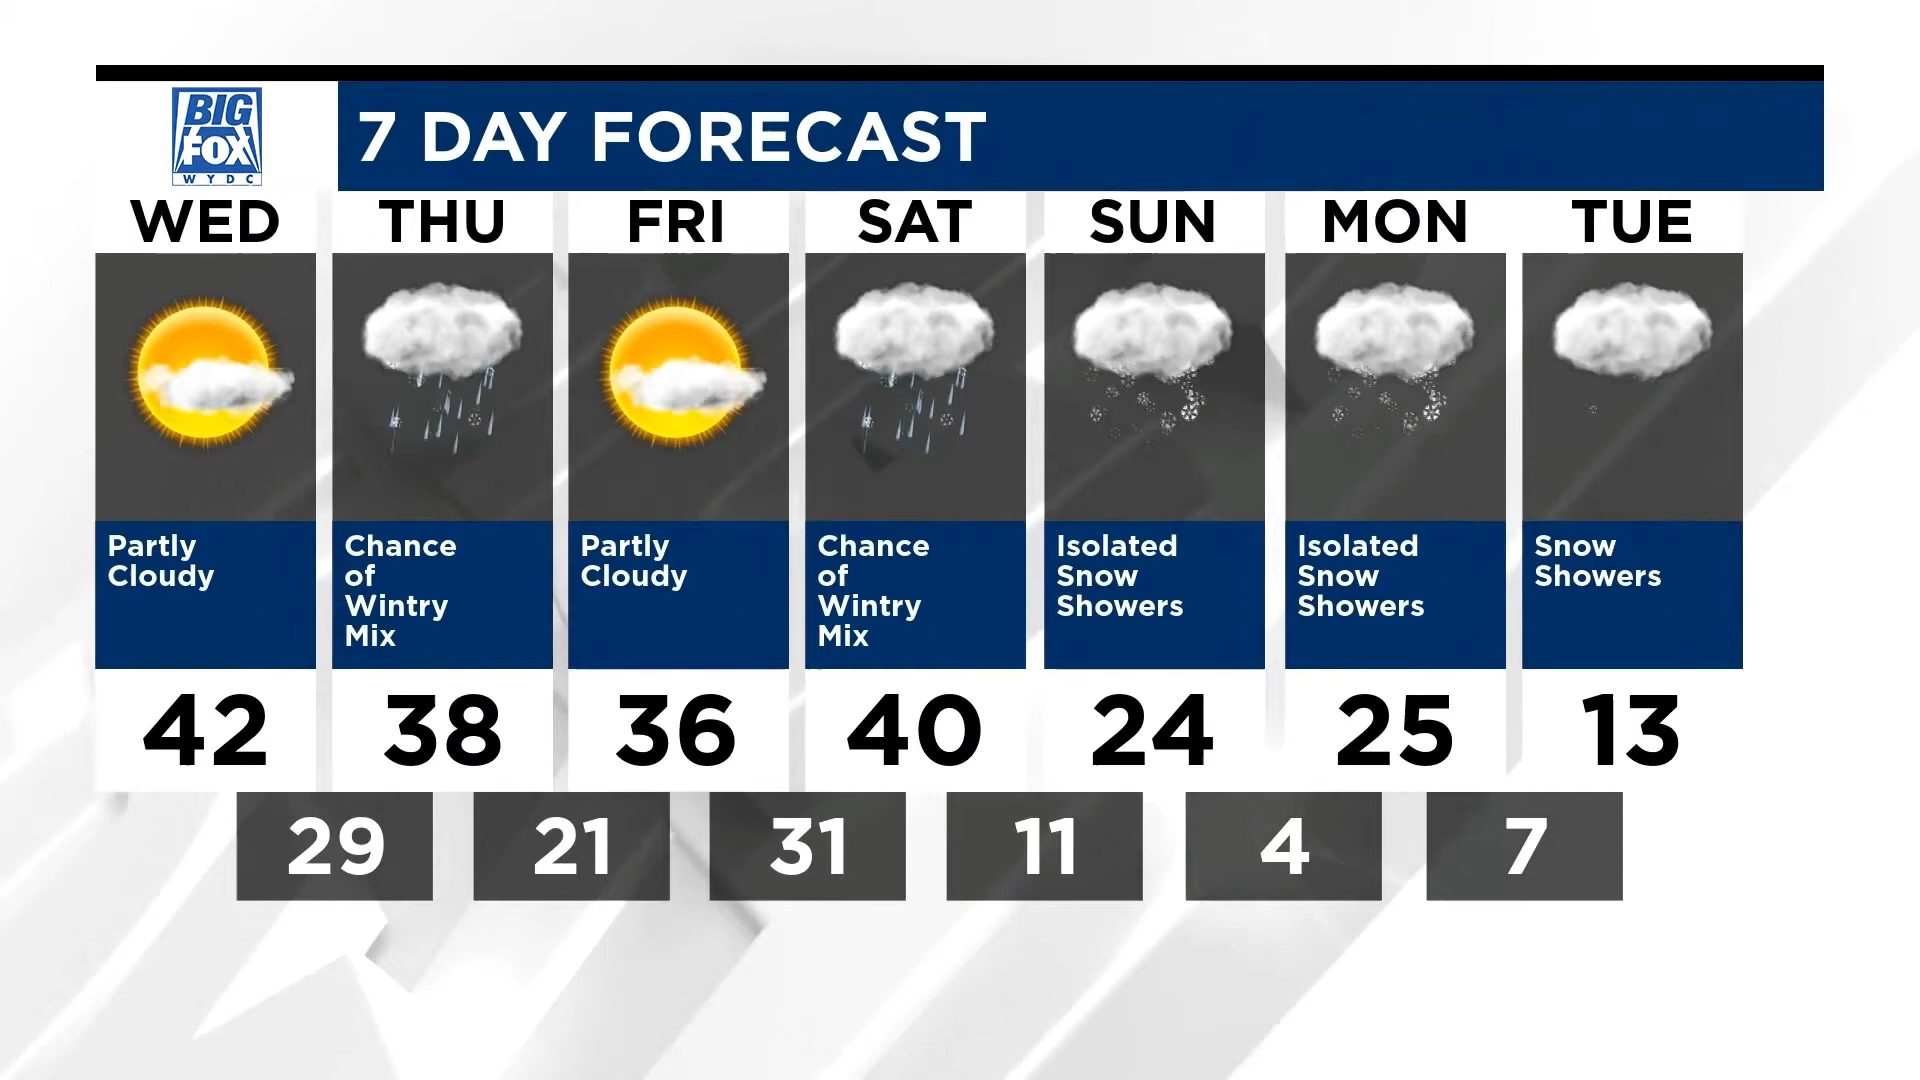 BIG
FOX
WYDC
7 DAY FORECAST
WED
THU
FRI
SAT
SUN
MON
TUE
Partly
Cloudy
Chance
of
Wintry
Mix
Partly
Cloudy
Chance
of
Wintry
Mix
Isolated
Snow
Showers
Isolated
Snow
Showers
Snow
Showers
42
38
36
40
24
25
13
29
21
31
11
4
7